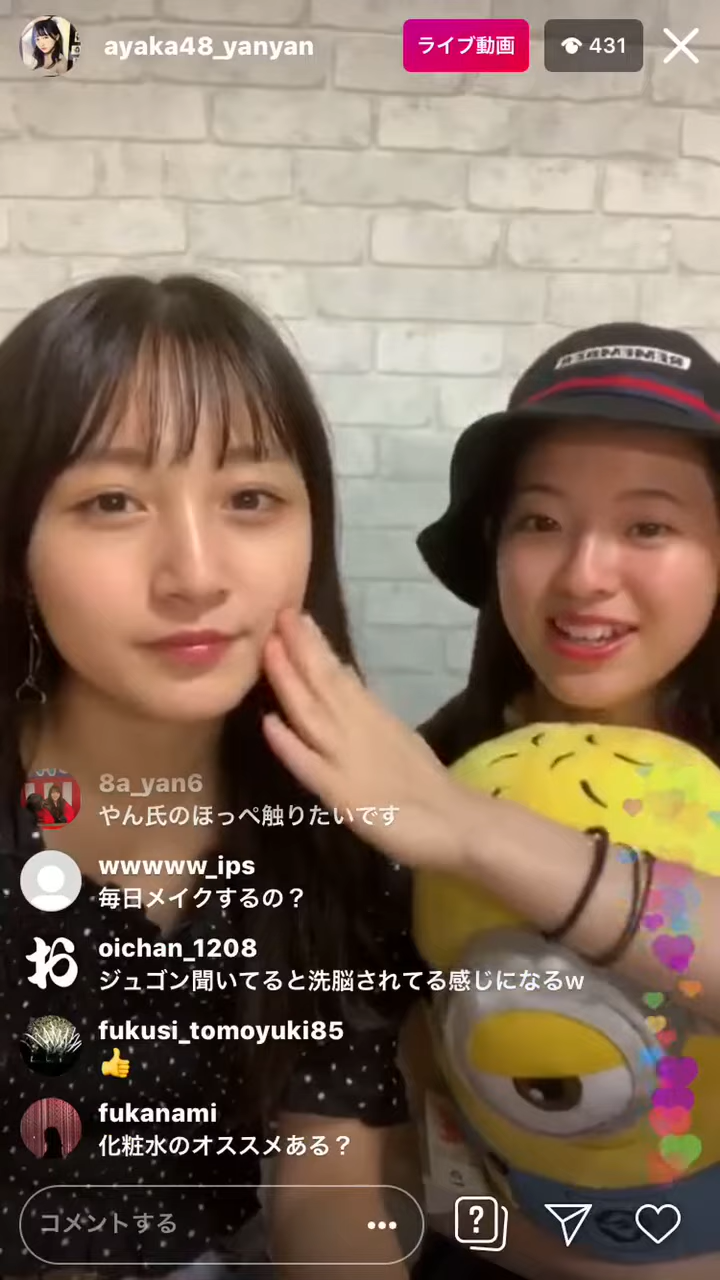 ayaka48_yanyan
ライブ動画
431
REMEMBER
8a_yan6
やん氏のほっぺ触りたいです
wwwww_ips
毎日メイクするの？
oichan_1208
ジュゴン聞いてると洗脳されてる感じになるw
fukusi_tomoyuki85
👍
fukanami
化粧水のオススメある？
コメントする